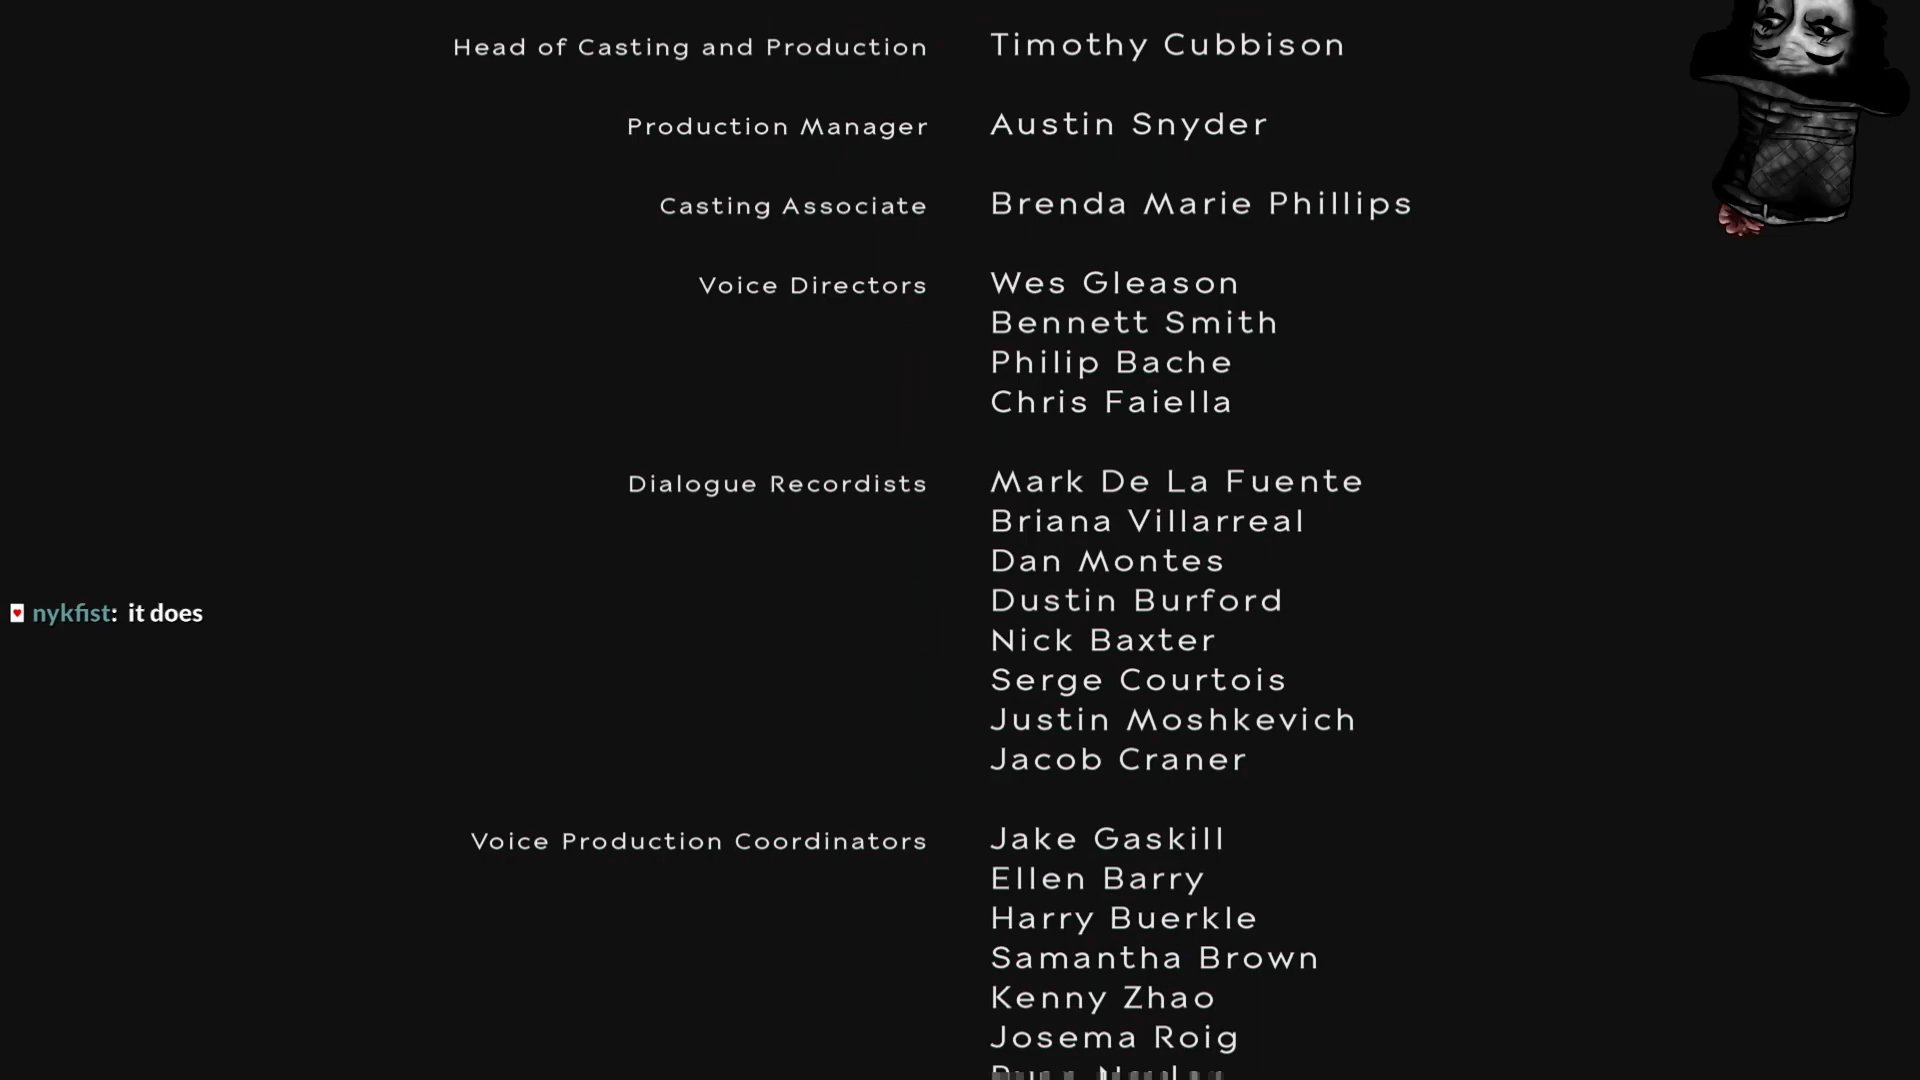 Head of Casting and Production Timothy Cubbison
Production Manager Austin Snyder
Casting Associate Brenda Marie Phillips
Voice Directors Wes Gleason
Bennett Smith
Philip Bache
Chris Faiella
Dialogue Recordists Mark De La Fuente
Briana Villarreal
Dan Montes
Dustin Burford
nykfist: it does
Nick Baxter
Serge Courtois
Justin Moshkevich
Jacob Craner
Voice Production Coordinators Jake Gaskill
Ellen Barry
Harry Buerkle
Samantha Brown
Kenny Zhao
Josema Roig